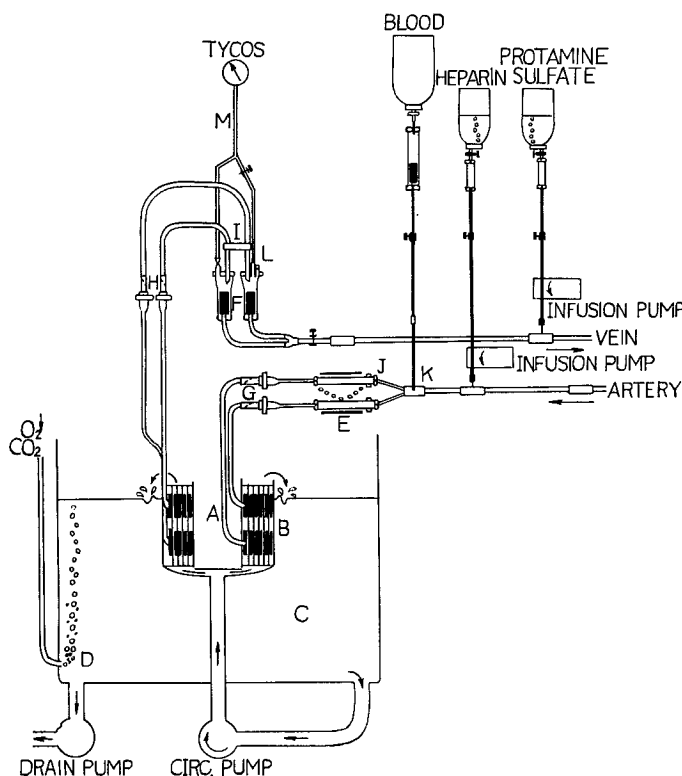 BLOOD
TYCOS
PROTAMINE
HEPARIN SULFATE
M
I
L
H
F
INFUSION PUMP
VEIN
INFUSION PUMP
J
K
G
E
ARTERY
O₂
CO₂
A
B
C
D
DRAIN PUMP
CIRC. PUMP